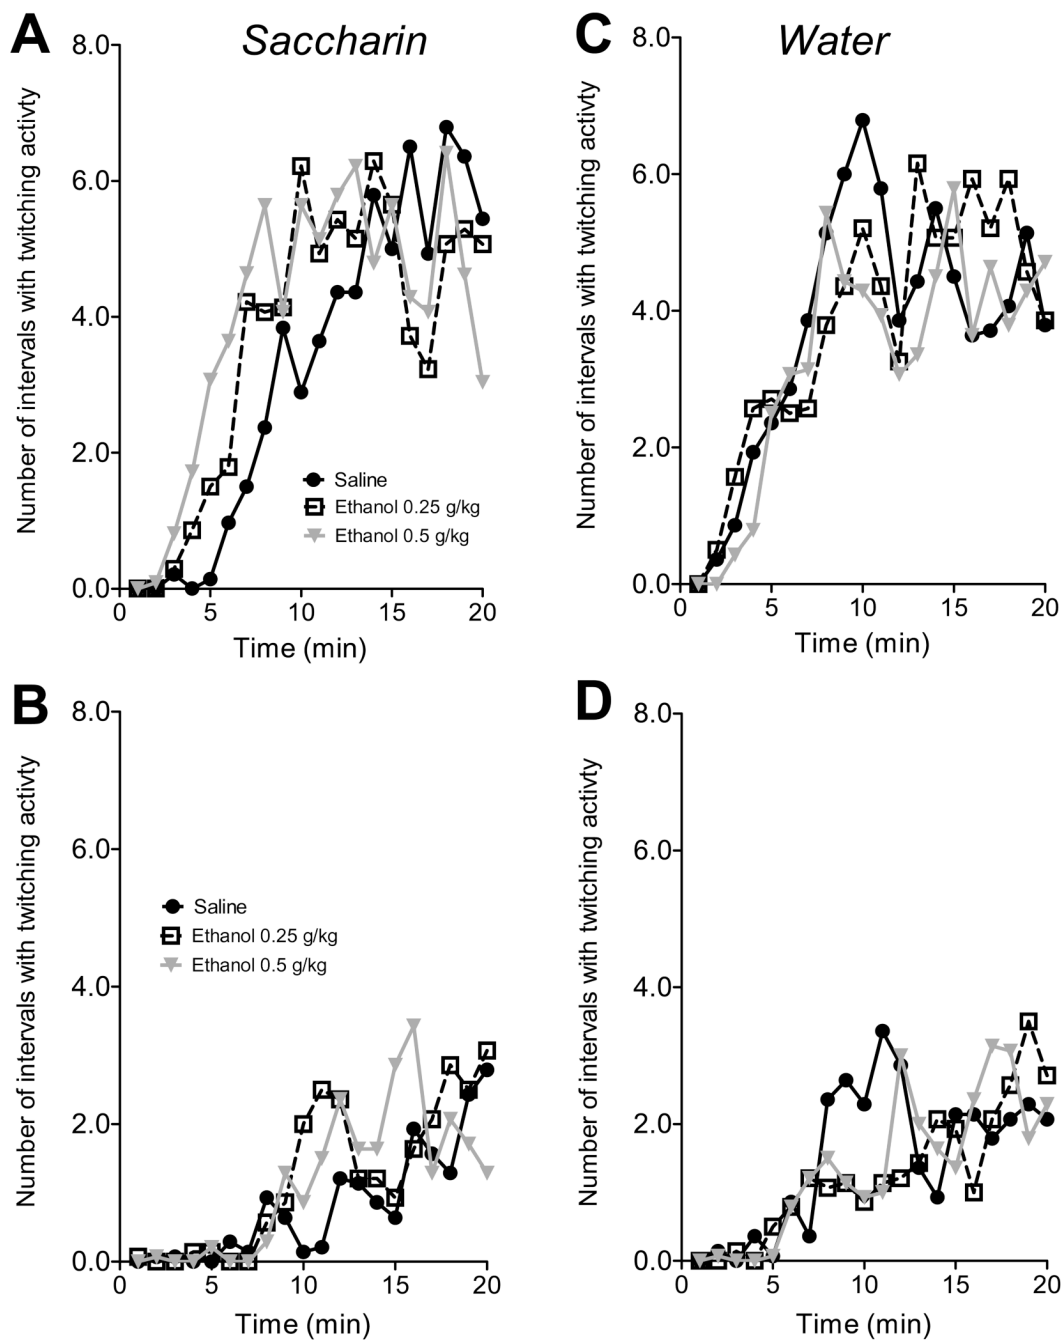 A
Saccharin
8.0
6.0
4.0
2.0
0.0
Number of intervals with twitching activty
Saline
Ethanol 0.25 g/kg
Ethanol 0.5 g/kg
0 5 10 15 20
Time (min)
C
Water
8.0
6.0
4.0
2.0
0.0
Number of intervals with twitching activty
0 5 10 15 20
Time (min)
B
8.0
6.0
4.0
2.0
0.0
Number of intervals with twitching activty
Saline
Ethanol 0.25 g/kg
Ethanol 0.5 g/kg
0 5 10 15 20
Time (min)
D
8.0
6.0
4.0
2.0
0.0
Number of intervals with twitching activty
0 5 10 15 20
Time (min)